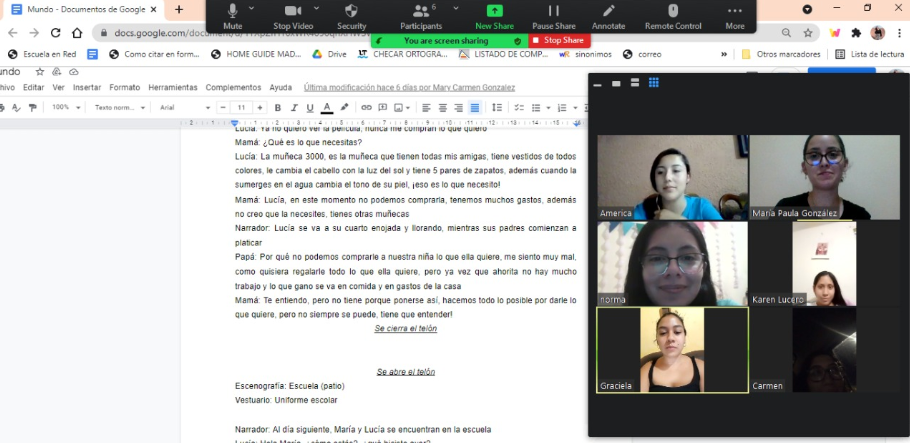 Mundo - Documentos de Google
docs.google.com/document/d/
Mute
Stop Video
Security
Participants
6
New Share
Pause Share
Annotate
Remote Control
More
You are screen sharing
Stop Share
Escuela en Red
Como citar en form...
HOME GUIDE MAD...
Drive
CHECAR ORTOGRA...
LISTADO DE COMP...
WR sinonimos
correo
Otros marcadores
Lista de lectura
undo
hivo Editar Ver Insertar Formato Herramientas Complementos Ayuda Última modificación hace 6 días por Mary Carmen Gonzalez
100% Texto norm... Arial 11 B I U A
Lucía: Ya no quiero ver la película, nunca me compran lo que quiero
Mamá: ¿Qué es lo que necesitas?
Lucía: La muñeca 3000, es la muñeca que tienen todas mis amigas, tiene vestidos de todos
colores, le cambia el cabello con la luz del sol y tiene 5 pares de zapatos, además cuando la
sumerges en el agua cambia el tono de su piel, ¡eso es lo que necesito!
Mamá: Lucía, en este momento no podemos comprarla, tenemos muchos gastos, además
no creo que la necesites, tienes otras muñecas
Narrador: Lucía se va a su cuarto enojada y llorando, mientras sus padres comienzan a
platicar
Papá: Por qué no podemos comprarle a nuestra niña lo que ella quiere, me siento muy mal,
como quisiera regalarle todo lo que ella quiere, pero ya vez que ahorita no hay mucho
trabajo y lo que gano se va en comida y en gastos de la casa
Mamá: Te entiendo, pero no tiene porque ponerse así, hacemos todo lo posible por darle lo
que quiere, pero no siempre se puede, tiene que entender!
Se cierra el telón
Se abre el telón
Escenografía: Escuela (patio)
Vestuario: Uniforme escolar
Narrador: Al día siguiente, María y Lucía se encuentran en la escuela
America
María Paula González
norma
Karen Lucero
Graciela
Carmen